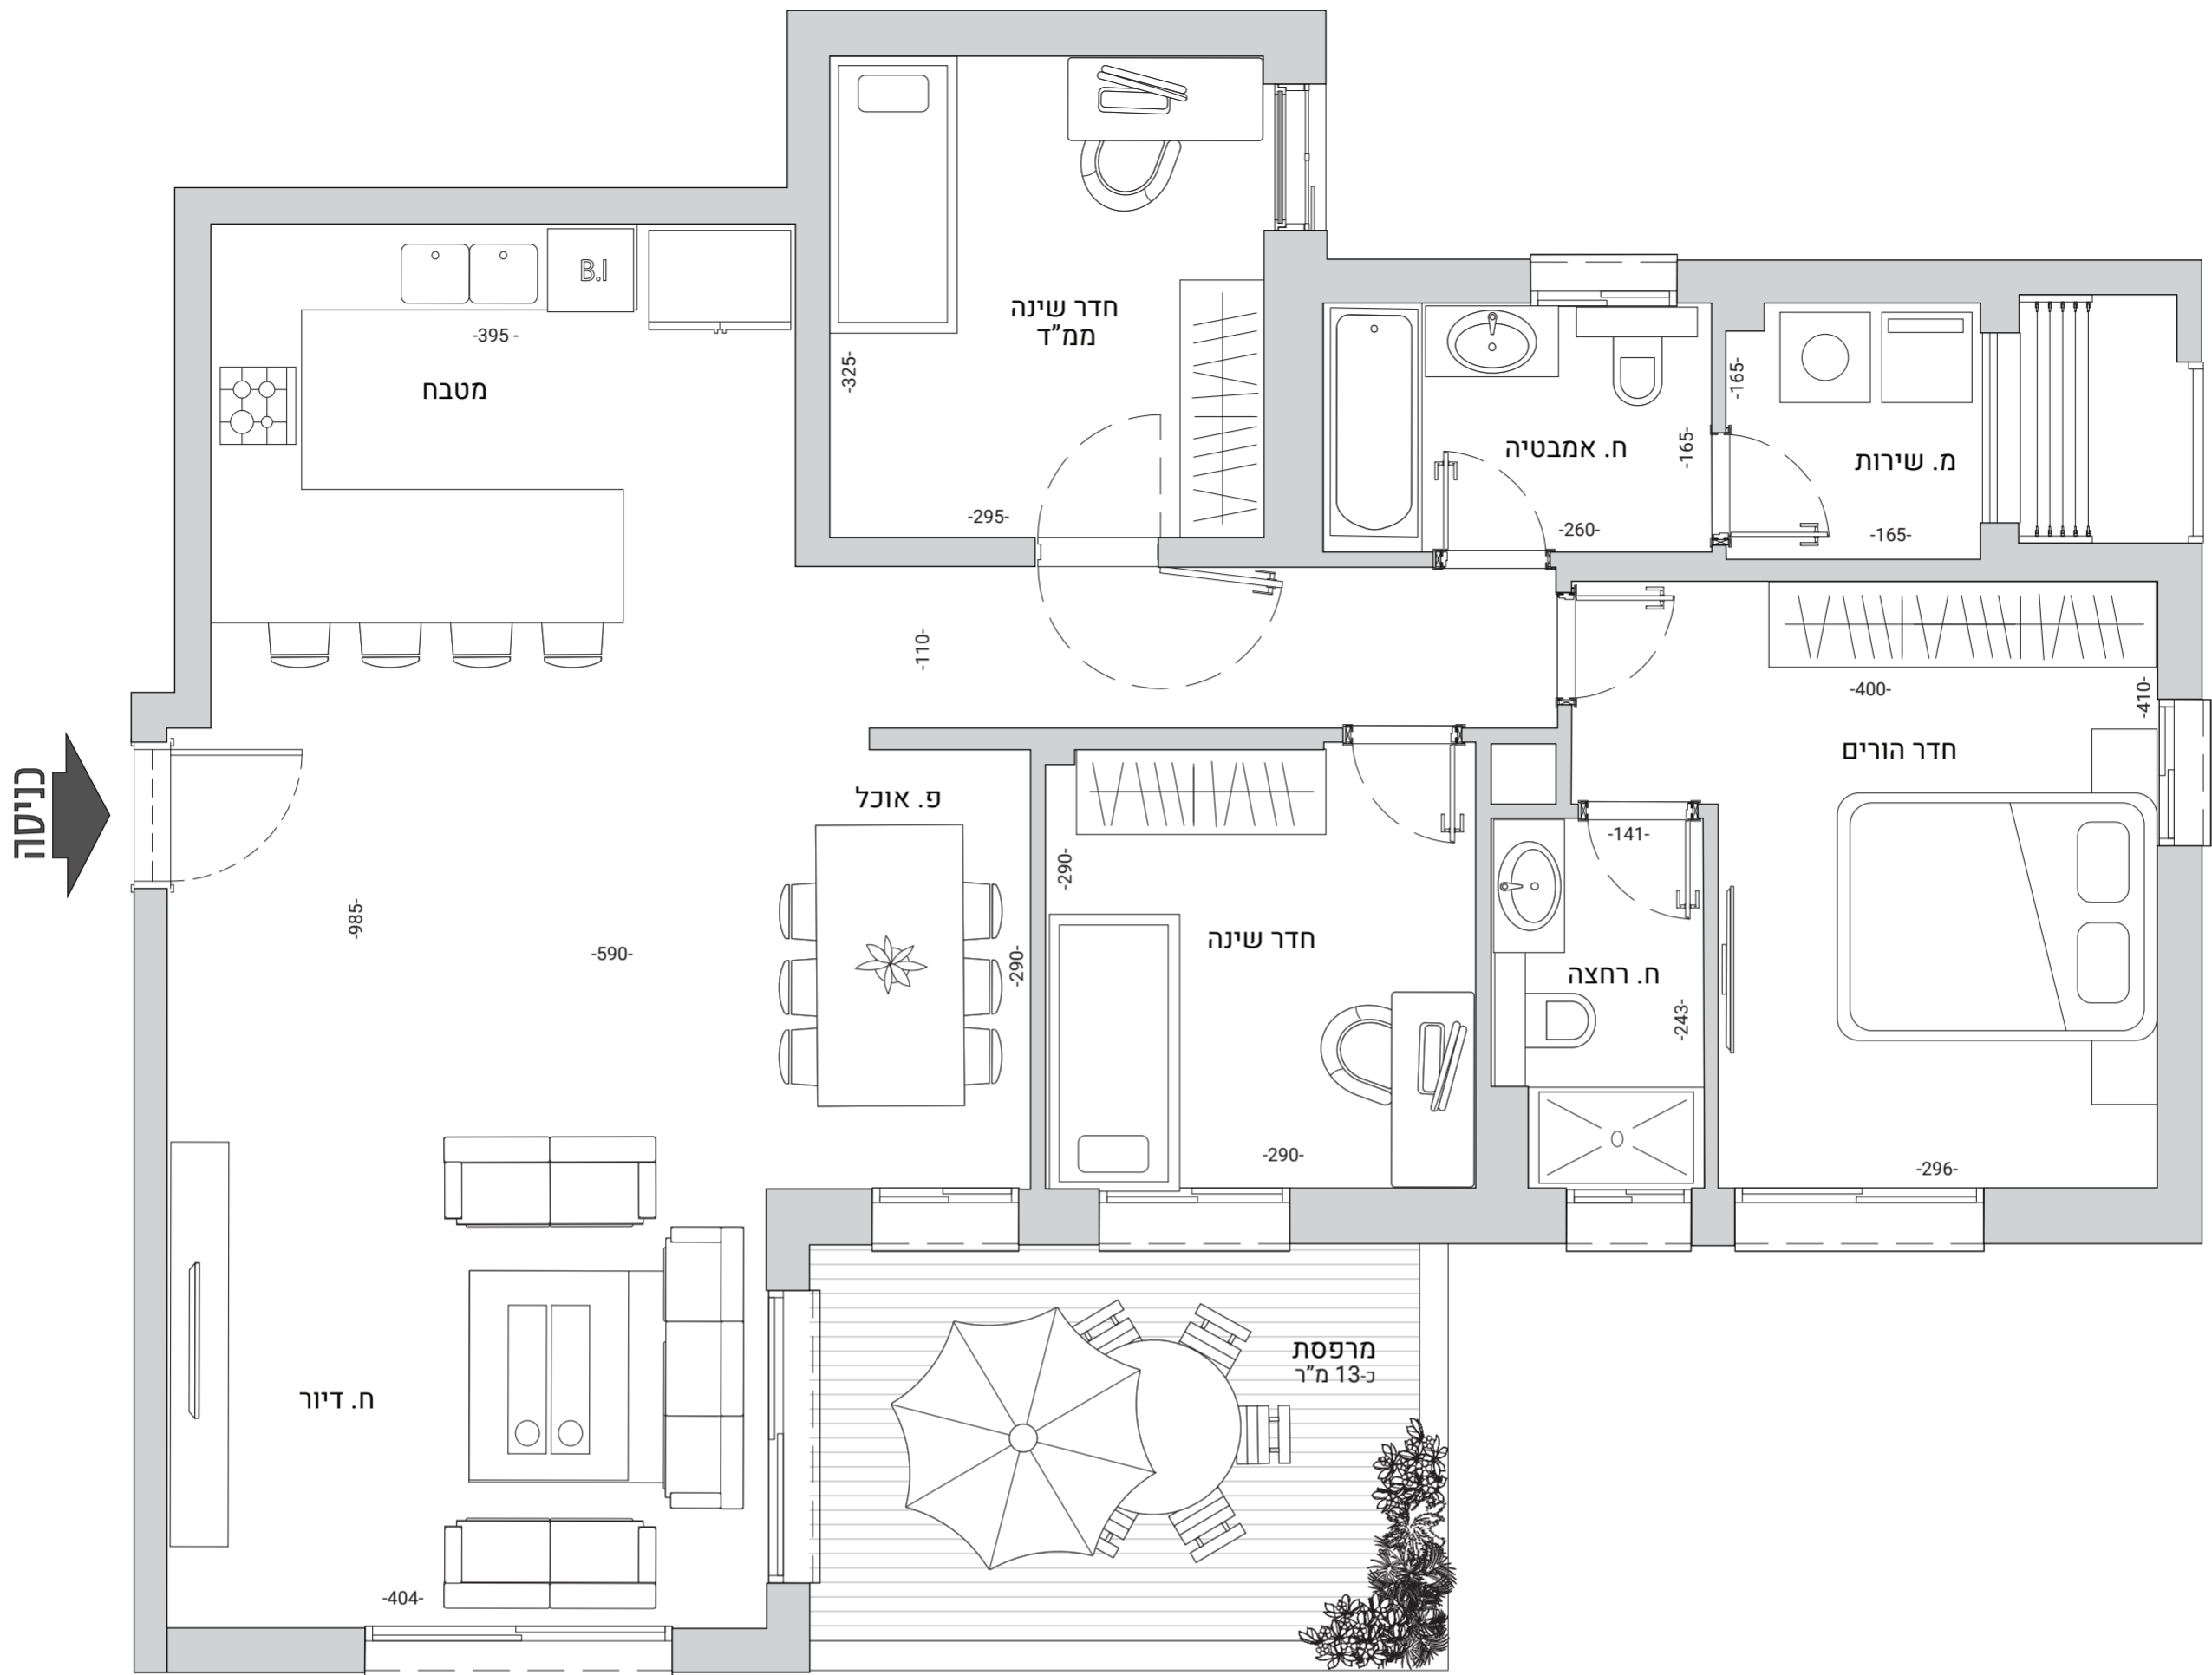 B.I
-395 -
מטבח
חדר שינה
ממ״ד
-325-
-295-
ח. אמבטיה
-165-
-260-
-165-
מ. שירות
-165-
-110-
-400-
-410-
חדר הורים
-296-
כניסה
פ. אוכל
-985-
-590-
-290-
-290-
חדר שינה
-290-
-141-
ח. רחצה
-243-
ח. דיור
-404-
מרפסת
כ-13 מ״ר